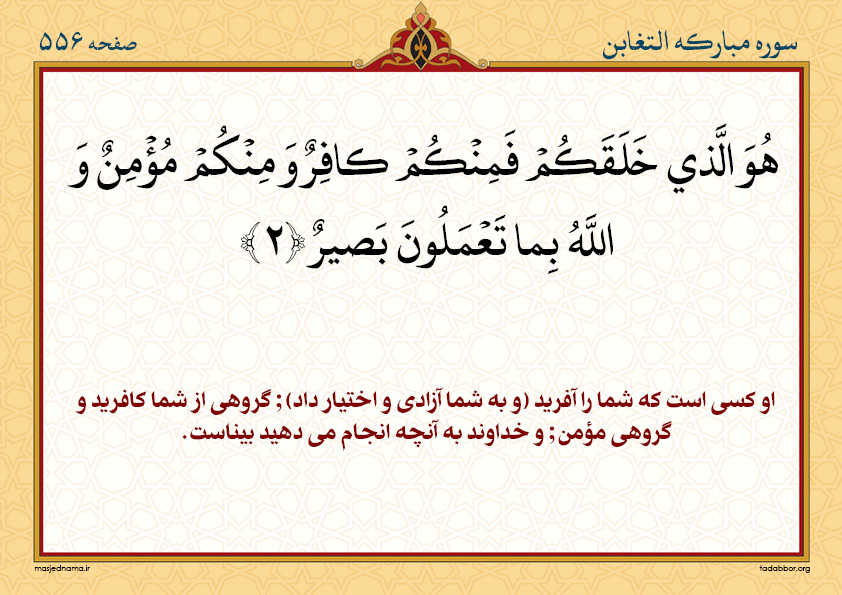 سوره مبارکه التغابن
صفحه ۵۵۶
هُوَ الَّذي خَلَقَكُمْ فَمِنْكُمْ كافِرٌ وَ مِنْكُمْ مُؤْمِنٌ وَ
اللَّهُ بِما تَعْمَلُونَ بَصيرٌ ﴿۲﴾
او کسی است که شما را آفرید (و به شما آزادی و اختیار داد); گروهی از شما کافرید و
گروهی مؤمن; و خداوند به آنچه انجام می دهید بیناست.
masjednama.ir
tadabbor.org